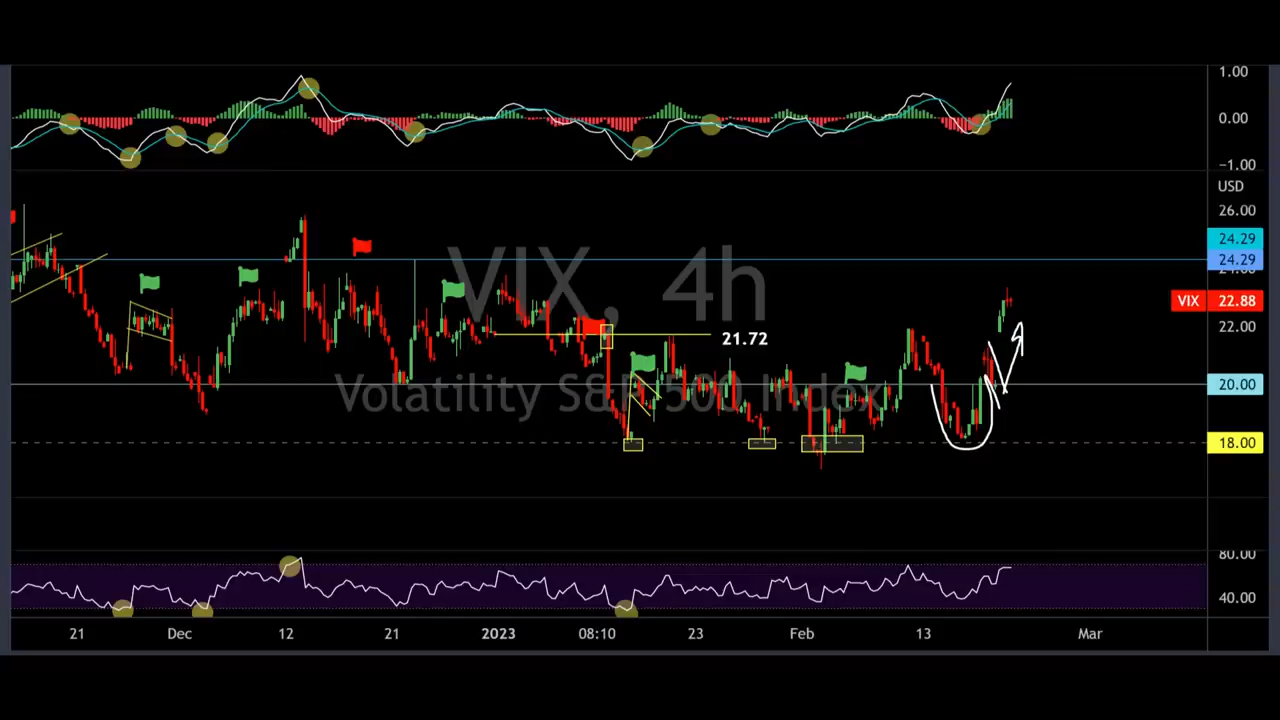 1.00
0.00
−1.00
USD
26.00
24.29
24.29
24.00
VIX 22.88
22.00
20.00
18.00
VIX, 4h
Volatility S&P 500 Index
21.72
80.00
40.00
21 Dec 12 21 2023 08:10 23 Feb 13 Mar